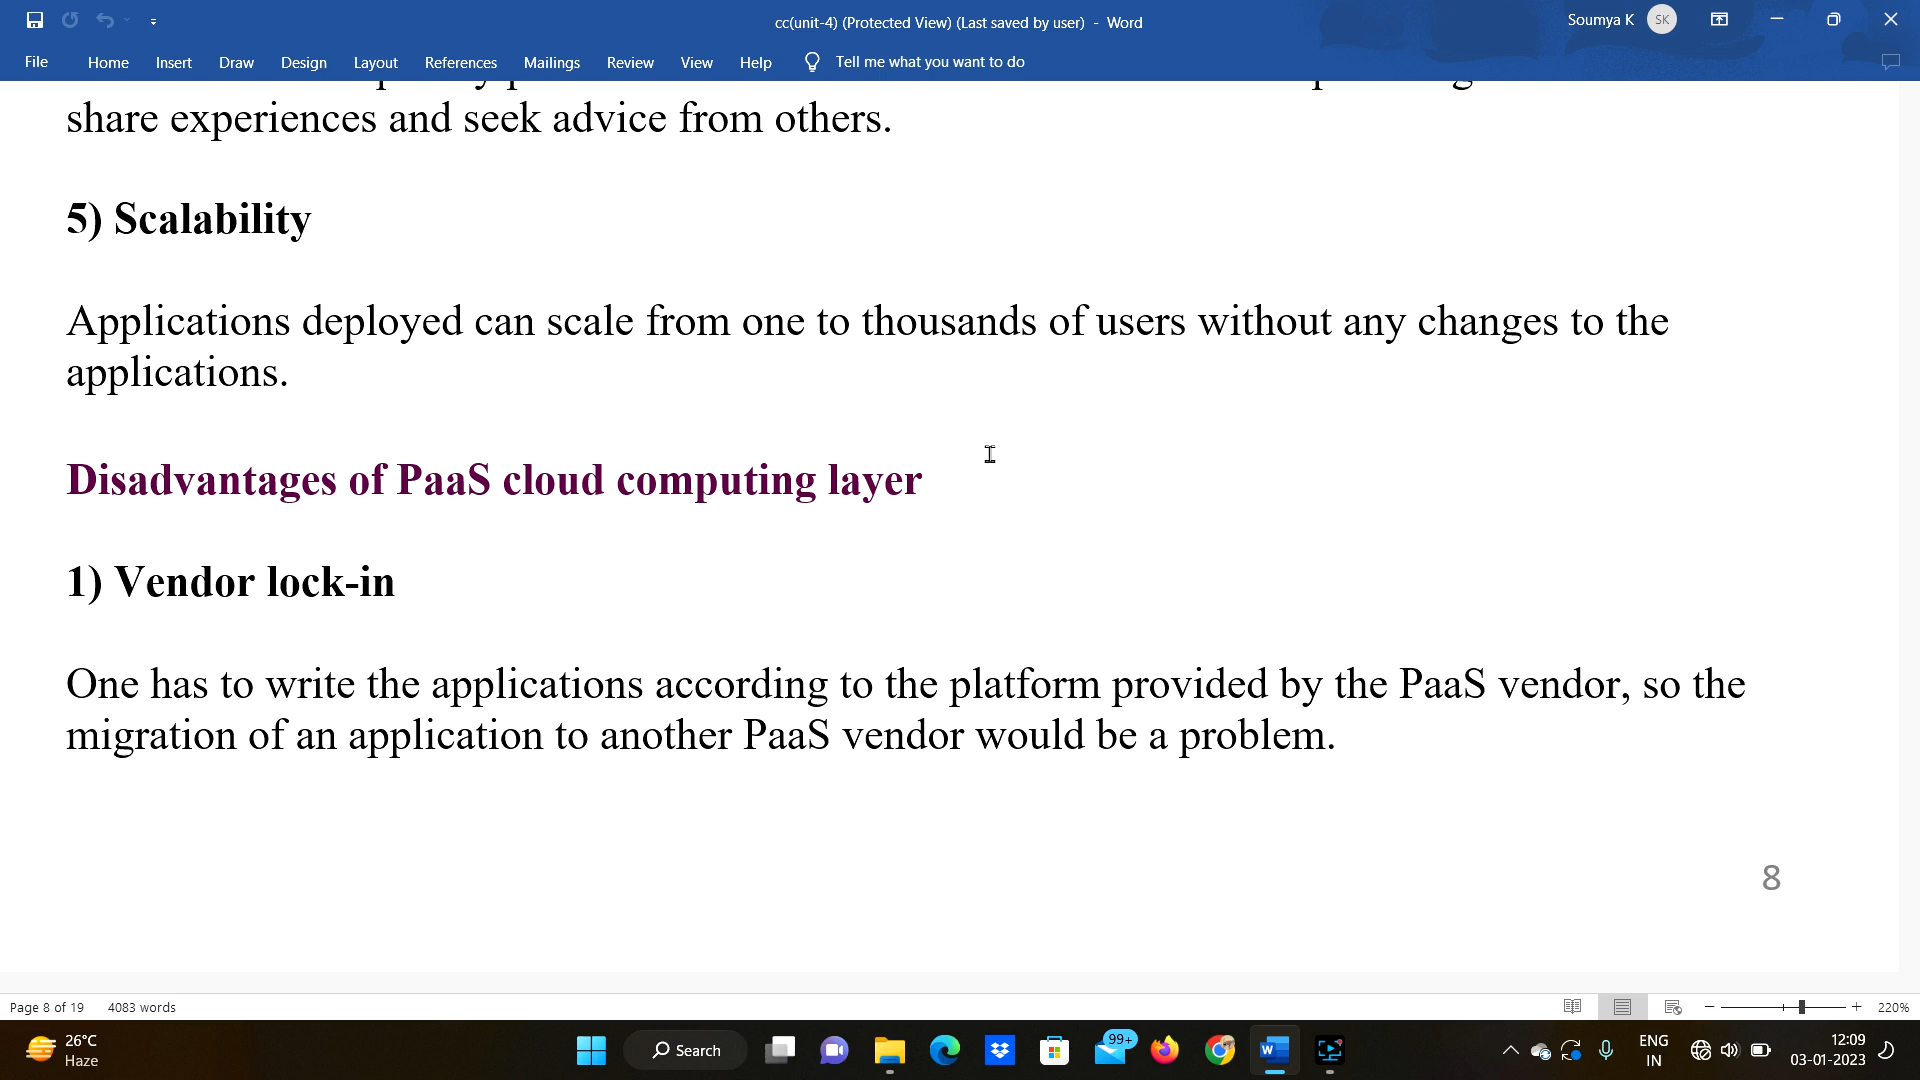 cc(unit-4) (Protected View) (Last saved by user) - Word
Soumya K SK
File Home Insert Draw Design Layout References Mailings Review View Help Tell me what you want to do
share experiences and seek advice from others.
5) Scalability
Applications deployed can scale from one to thousands of users without any changes to the
applications.
Disadvantages of PaaS cloud computing layer
1) Vendor lock-in
One has to write the applications according to the platform provided by the PaaS vendor, so the
migration of an application to another PaaS vendor would be a problem.
8
Page 8 of 19 4083 words 220%
26°C
Haze
Search
99+
W
ENG
IN
12:09
03-01-2023